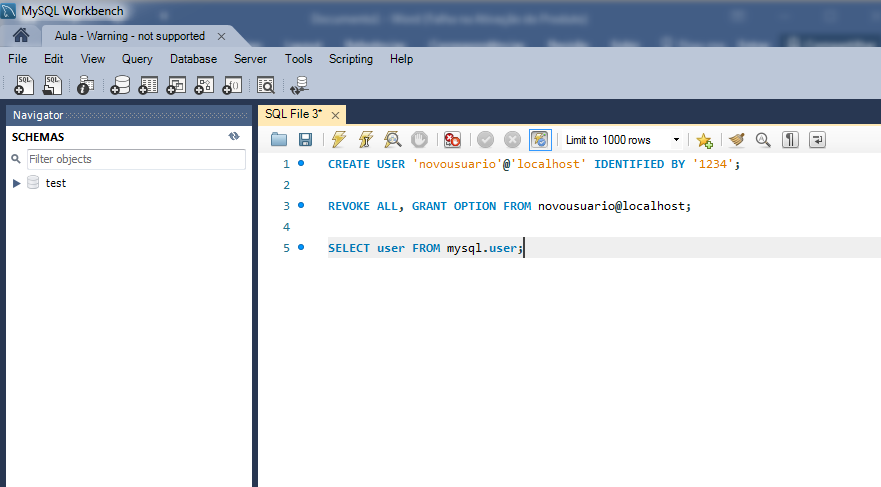 MySQL Workbench
Aula - Warning - not supported
File Edit View Query Database Server Tools Scripting Help
Navigator
SQL File 3*
SCHEMAS
Filter objects
Limit to 1000 rows
test
1 CREATE USER 'novousuario'@'localhost' IDENTIFIED BY '1234';
2
3 REVOKE ALL, GRANT OPTION FROM novousuario@localhost;
4
5 SELECT user FROM mysql.user;